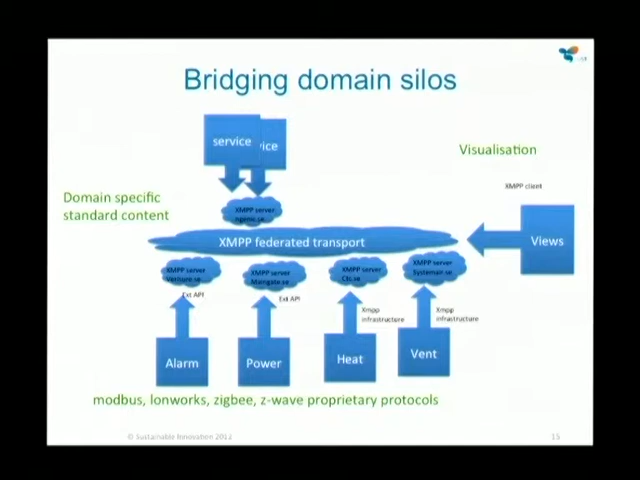 Bridging domain silos
service
vice
Visualisation
Domain specific
standard content
XMPP client
XMPP server
XMPP federated transport
Views
XMPP server
XMPP server
XMPP server
XMPP server
Ext API
Ext API
Xmpp
infrastructure
Xmpp
infrastructure
Alarm
Power
Heat
Vent
modbus, lonworks, zigbee, z-wave proprietary protocols
© Sustainable Innovation 2012
15